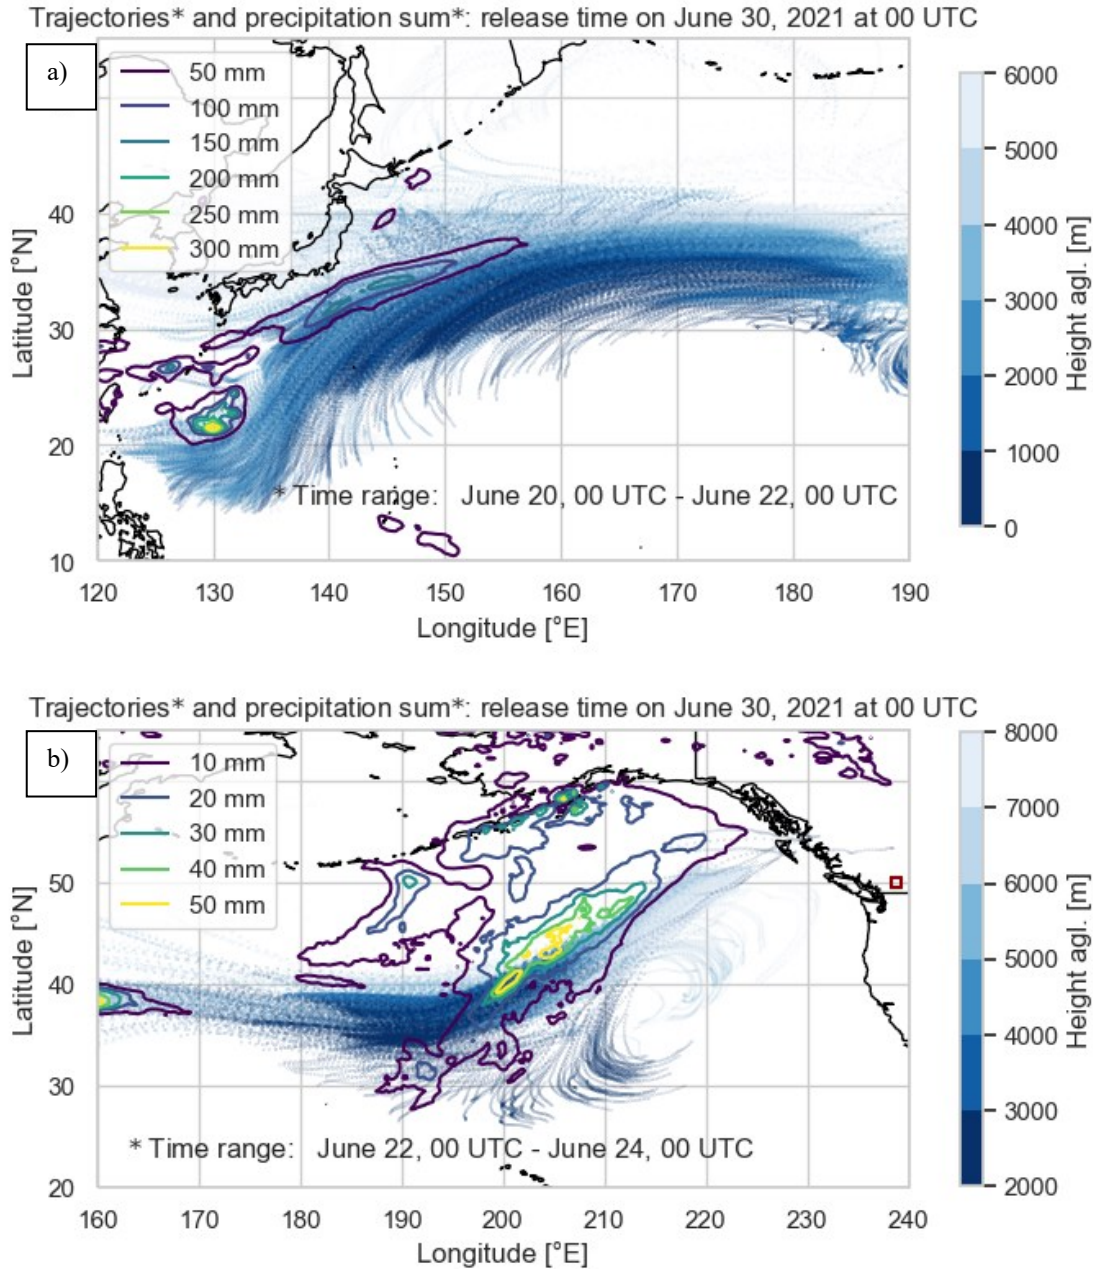 Trajectories* and precipitation sum*: release time on June 30, 2021 at 00 UTC
a)
50 mm
100 mm
150 mm
200 mm
250 mm
300 mm
Latitude [°N]
40
30
20
10
* Time range: June 20, 00 UTC - June 22, 00 UTC
120 130 140 150 160 170 180 190
Longitude [°E]
6000
5000
4000
3000
2000
1000
0
Height agl. [m]
Trajectories* and precipitation sum*: release time on June 30, 2021 at 00 UTC
b)
10 mm
20 mm
30 mm
40 mm
50 mm
Latitude [°N]
50
40
30
20
* Time range: June 22, 00 UTC - June 24, 00 UTC
160 170 180 190 200 210 220 230 240
Longitude [°E]
8000
7000
6000
5000
4000
3000
2000
Height agl. [m]